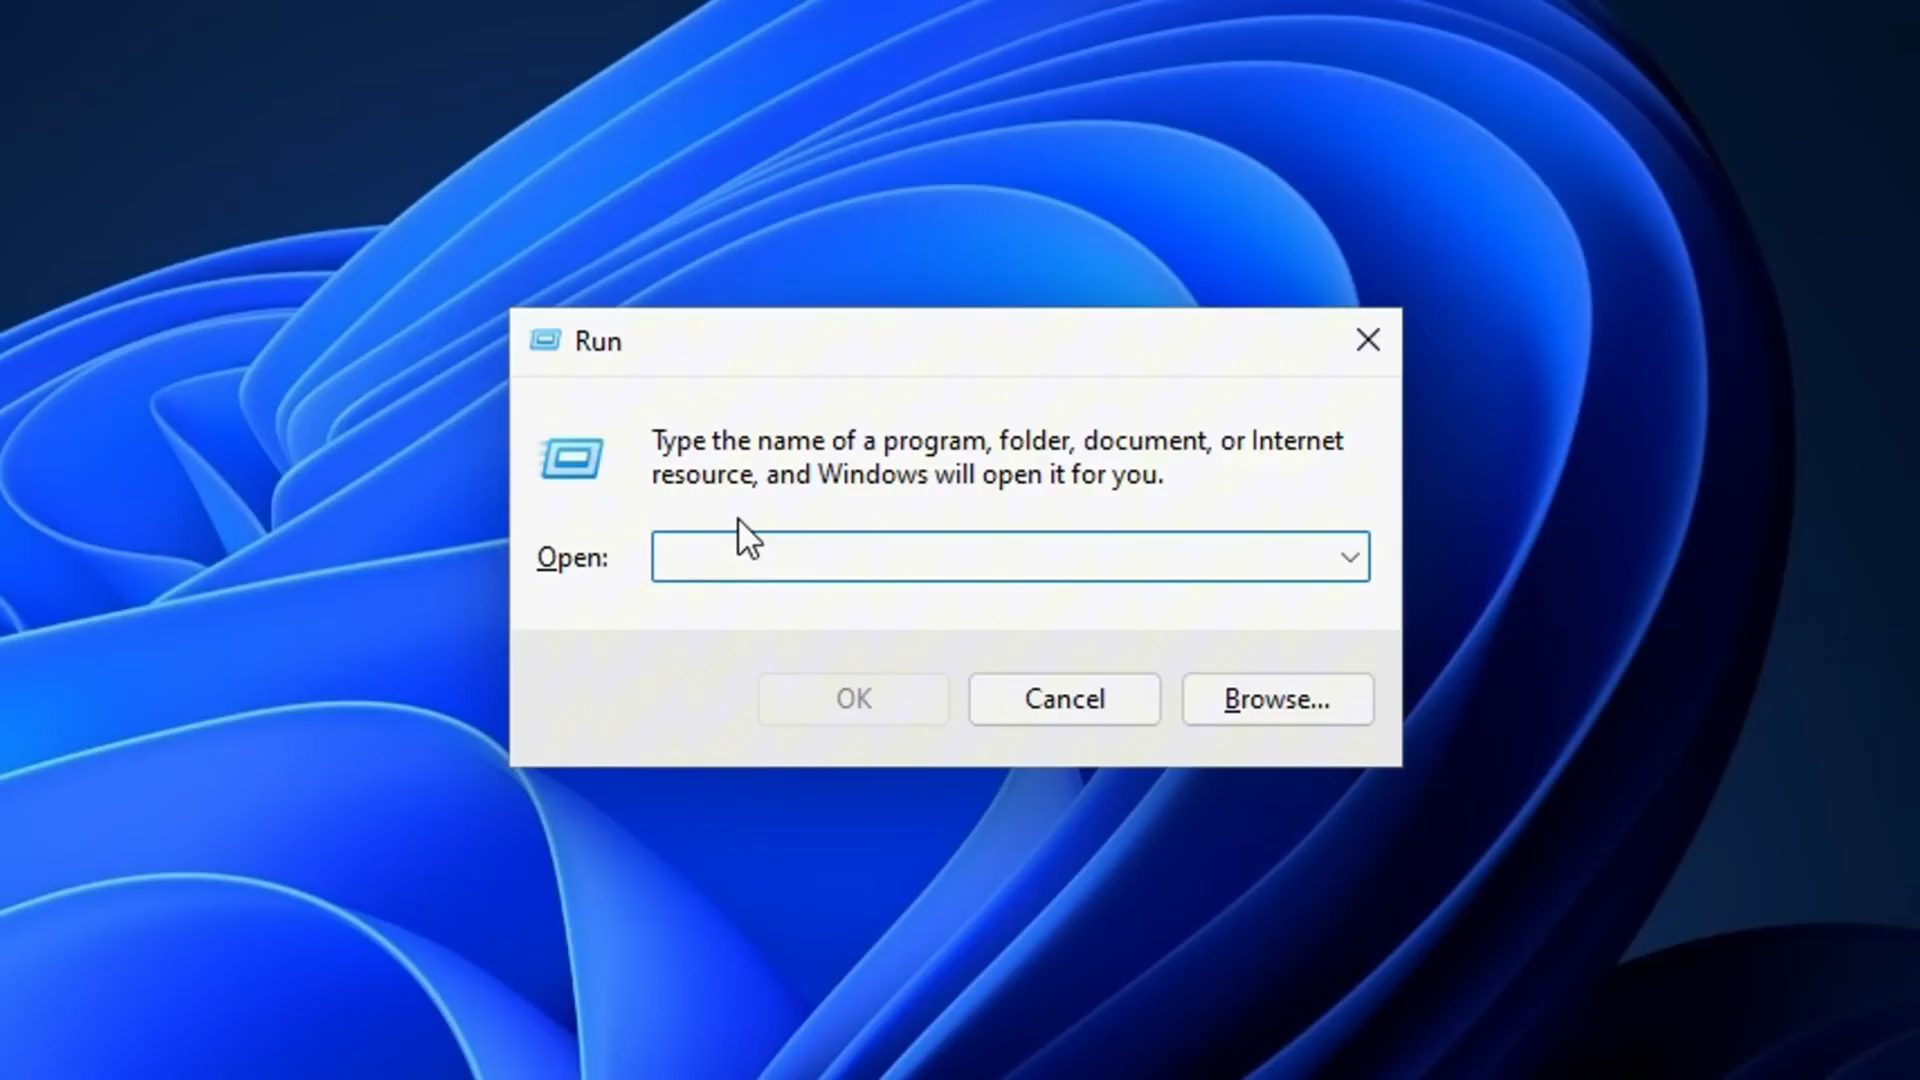 Run
Type the name of a program, folder, document, or Internet
resource, and Windows will open it for you.
Open:
OK
Cancel
Browse...